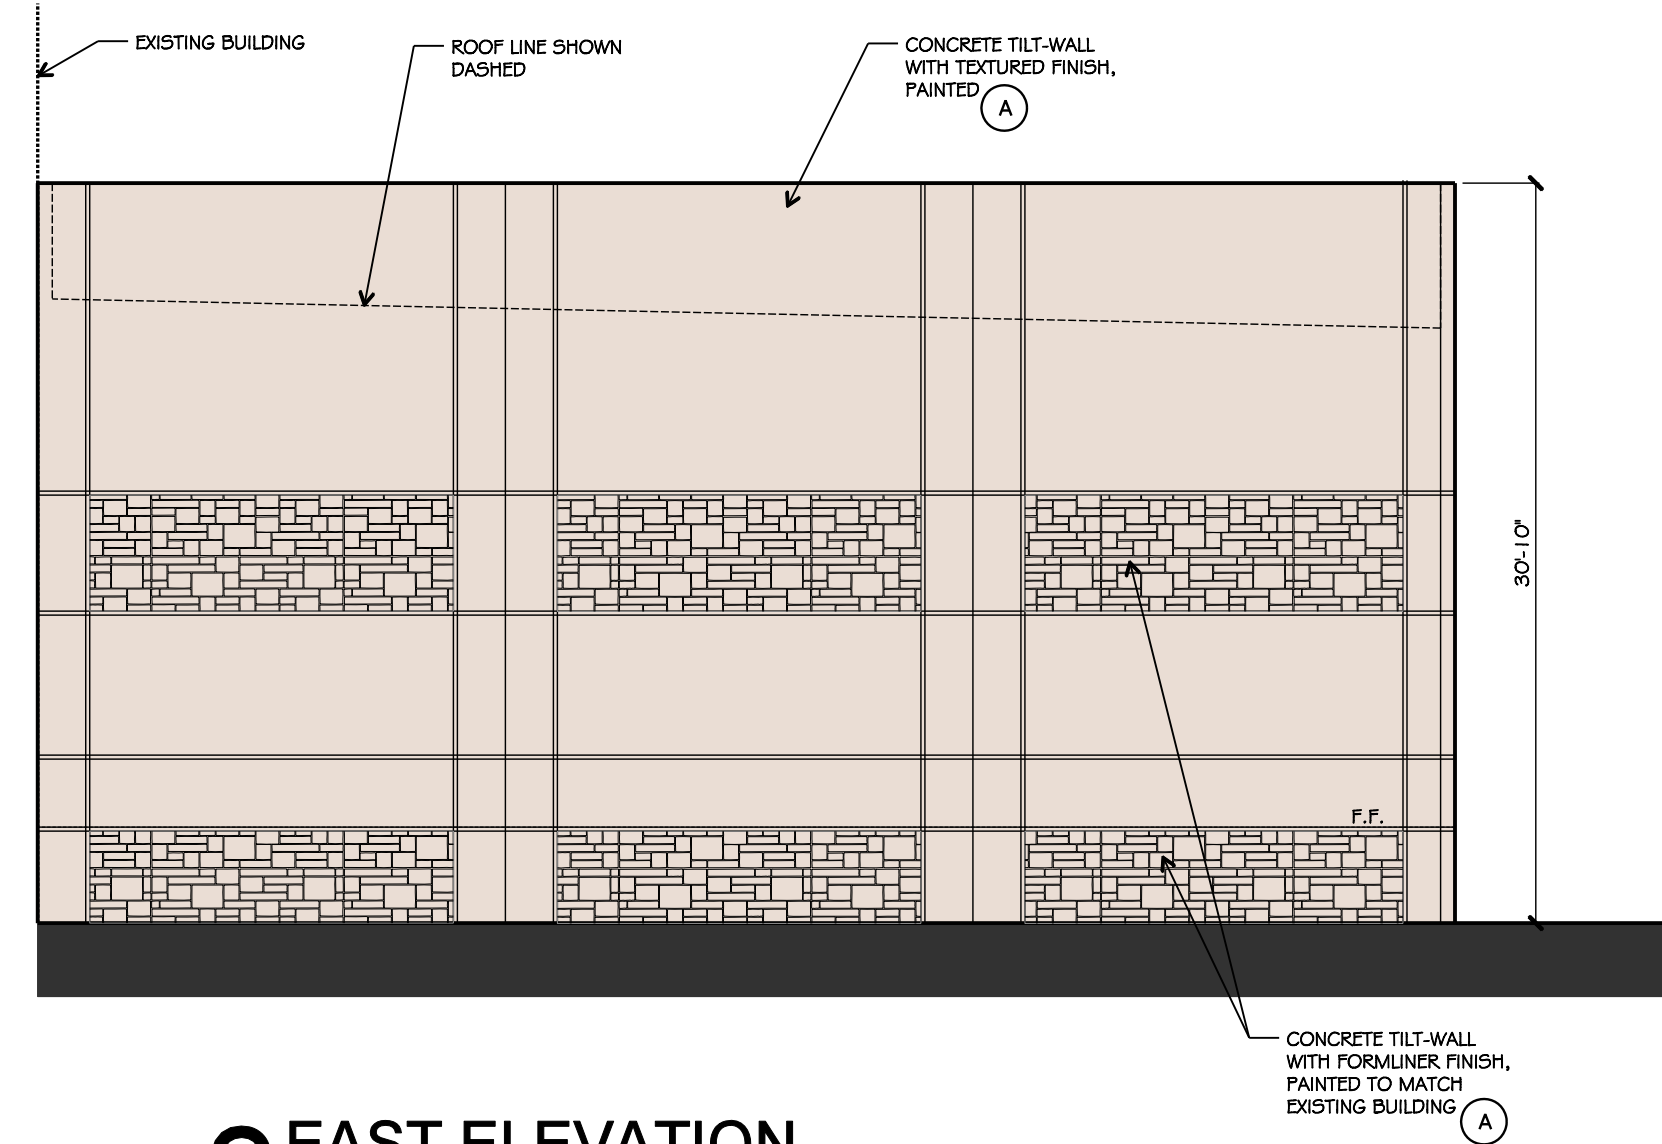 EXISTING BUILDING
ROOF LINE SHOWN
DASHED
CONCRETE TILT-WALL
WITH TEXTURED FINISH,
PAINTED
A
30'-10"
F.F.
CONCRETE TILT-WALL
WITH FORMLINER FINISH,
PAINTED TO MATCH
EXISTING BUILDING
A
EAST ELEVATION